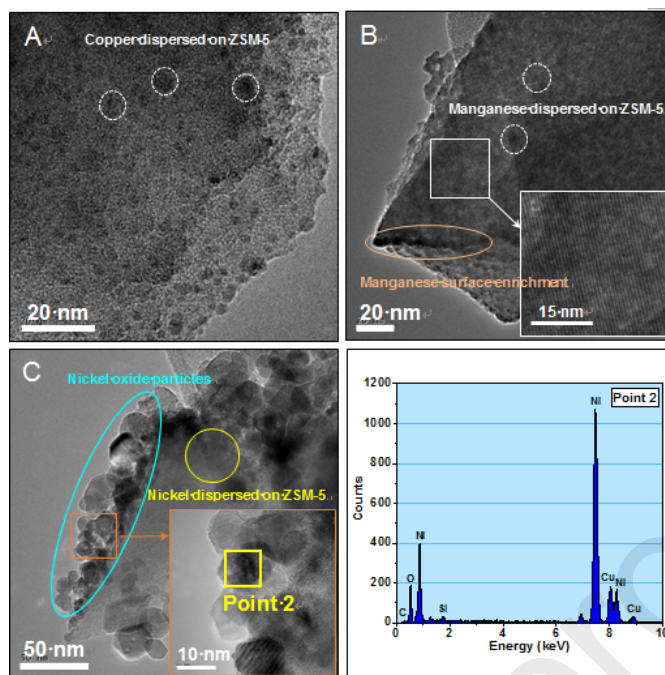 A
Copper dispersed on ZSM-5
20 nm
B
Manganese dispersed on ZSM-5
Manganese surface enrichment
20 nm
15 nm
C
Nickel oxide particles
Nickel dispersed on ZSM-5
Point 2
50 nm
10 nm
Point 2
1200
1000
800
600
400
200
0
Counts
C
O
Ni
Si
Ni
Cu
Ni
Cu
0
2
4
6
8
10
Energy (keV)